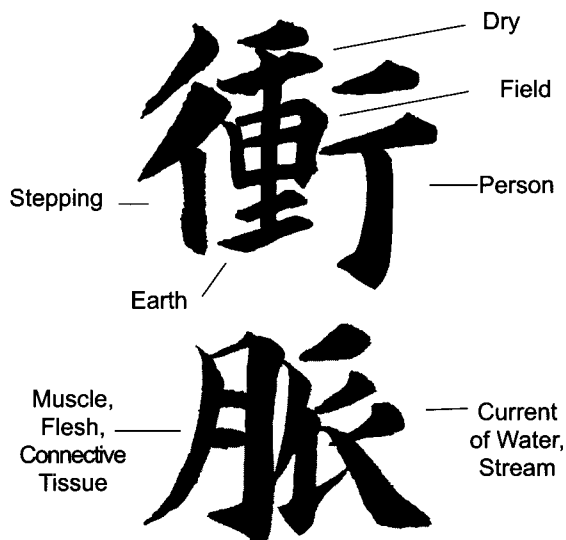 Dry
衝
Field
Person
Stepping
Earth
脈
Muscle,
Flesh,
Connective
Tissue
Current
of Water,
Stream